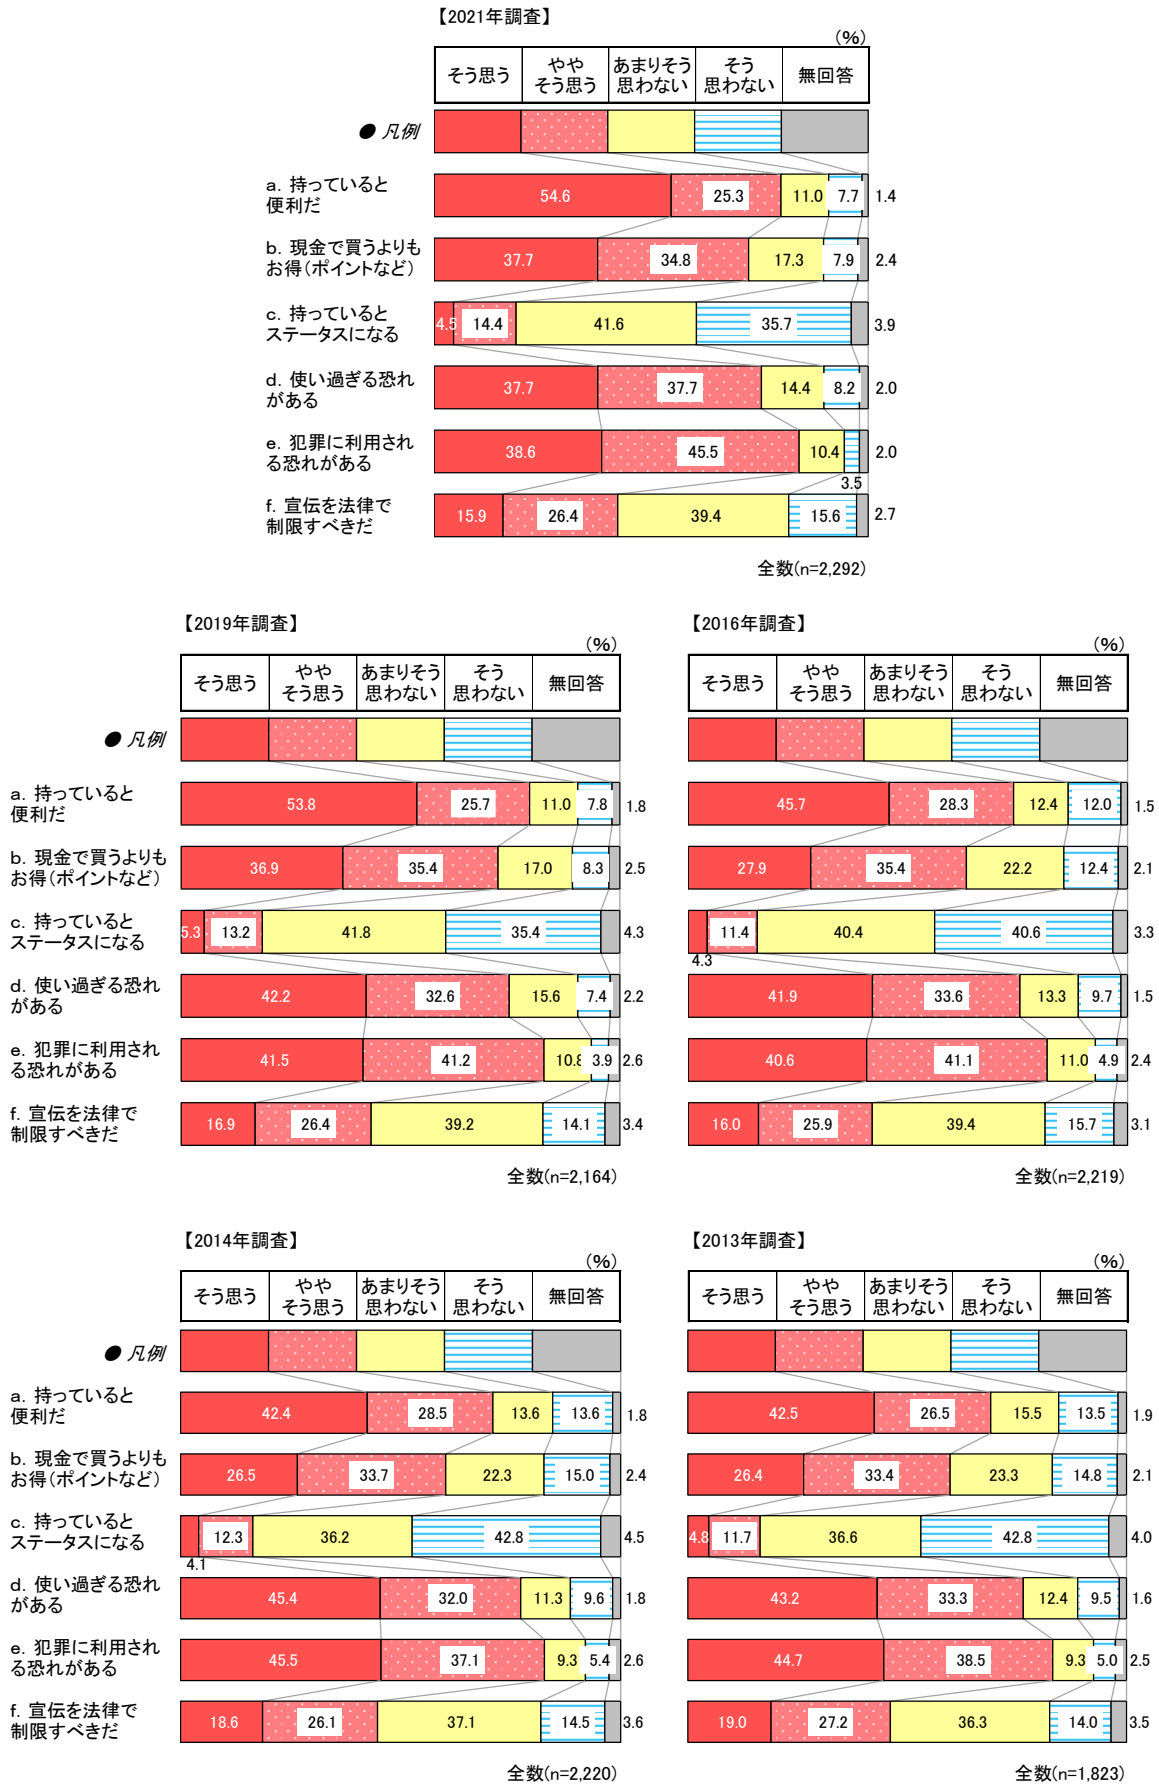 【2021年調査】
(%)
そう思う
やや
そう思う
あまりそう
思わない
そう
思わない
無回答
● 凡例
a. 持っていると
便利だ
54.6 25.3 11.0 7.7 1.4
b. 現金で買うよりも
お得(ポイントなど)
37.7 34.8 17.3 7.9 2.4
c. 持っていると
ステータスになる
4.5 14.4 41.6 35.7 3.9
d. 使い過ぎる恐れ
がある
37.7 37.7 14.4 8.2 2.0
e. 犯罪に利用され
る恐れがある
38.6 45.5 10.4 3.5 2.0
f. 宣伝を法律で
制限すべきだ
15.9 26.4 39.4 15.6 2.7
全数(n=2,292)
【2019年調査】
(%)
そう思う
やや
そう思う
あまりそう
思わない
そう
思わない
無回答
● 凡例
a. 持っていると
便利だ
53.8 25.7 11.0 7.8 1.8
b. 現金で買うよりも
お得(ポイントなど)
36.9 35.4 17.0 8.3 2.5
c. 持っていると
ステータスになる
5.3 13.2 41.8 35.4 4.3
d. 使い過ぎる恐れ
がある
42.2 32.6 15.6 7.4 2.2
e. 犯罪に利用され
る恐れがある
41.5 41.2 10.8 3.9 2.6
f. 宣伝を法律で
制限すべきだ
16.9 26.4 39.2 14.1 3.4
全数(n=2,164)
【2016年調査】
(%)
そう思う
やや
そう思う
あまりそう
思わない
そう
思わない
無回答
45.7 28.3 12.4 12.0 1.5
27.9 35.4 22.2 12.4 2.1
4.3 11.4 40.4 40.6 3.3
41.9 33.6 13.3 9.7 1.5
40.6 41.1 11.0 4.9 2.4
16.0 25.9 39.4 15.7 3.1
全数(n=2,219)
【2014年調査】
(%)
そう思う
やや
そう思う
あまりそう
思わない
そう
思わない
無回答
● 凡例
a. 持っていると
便利だ
42.4 28.5 13.6 13.6 1.8
b. 現金で買うよりも
お得(ポイントなど)
26.5 33.7 22.3 15.0 2.4
c. 持っていると
ステータスになる
4.1 12.3 36.2 42.8 4.5
d. 使い過ぎる恐れ
がある
45.4 32.0 11.3 9.6 1.8
e. 犯罪に利用され
る恐れがある
45.5 37.1 9.3 5.4 2.6
f. 宣伝を法律で
制限すべきだ
18.6 26.1 37.1 14.5 3.6
全数(n=2,220)
【2013年調査】
(%)
そう思う
やや
そう思う
あまりそう
思わない
そう
思わない
無回答
42.5 26.5 15.5 13.5 1.9
26.4 33.4 23.3 14.8 2.1
4.8 11.7 36.6 42.8 4.0
43.2 33.3 12.4 9.5 1.6
44.7 38.5 9.3 5.0 2.5
19.0 27.2 36.3 14.0 3.5
全数(n=1,823)